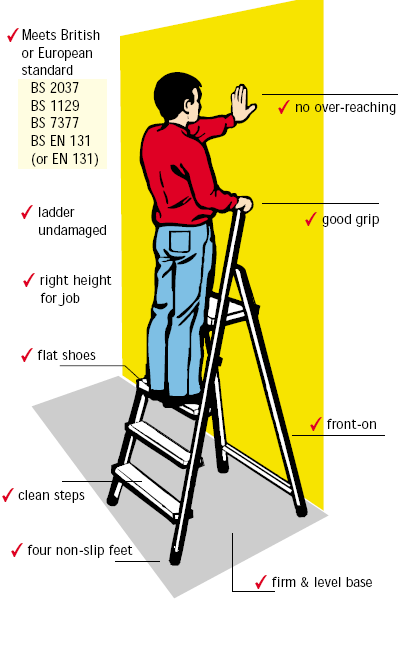 ✓ Meets British
or European
standard
BS 2037
BS 1129
BS 7377
BS EN 131
(or EN 131)
✓ no over-reaching
✓ ladder
undamaged
✓ good grip
✓ right height
for job
✓ flat shoes
✓ front-on
✓ clean steps
✓ four non-slip feet
✓ firm & level base